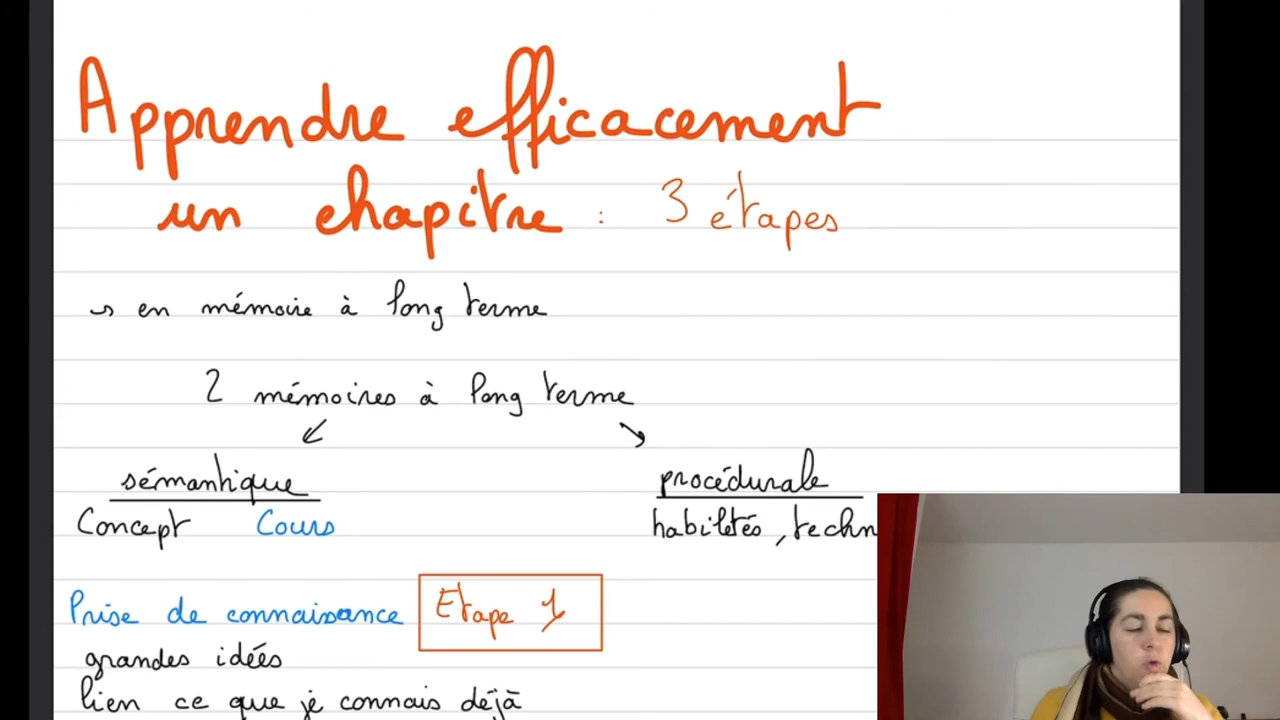 Apprendre efficacement
un chapitre : 3 étapes
↪ en mémoire à long terme
2 mémoires à long terme
↙ ↘
sémantique procédurale
Concept Cours habiletés, techn
Prise de connaissance Etape 1
grandes idées
lien ce que je connais déjà